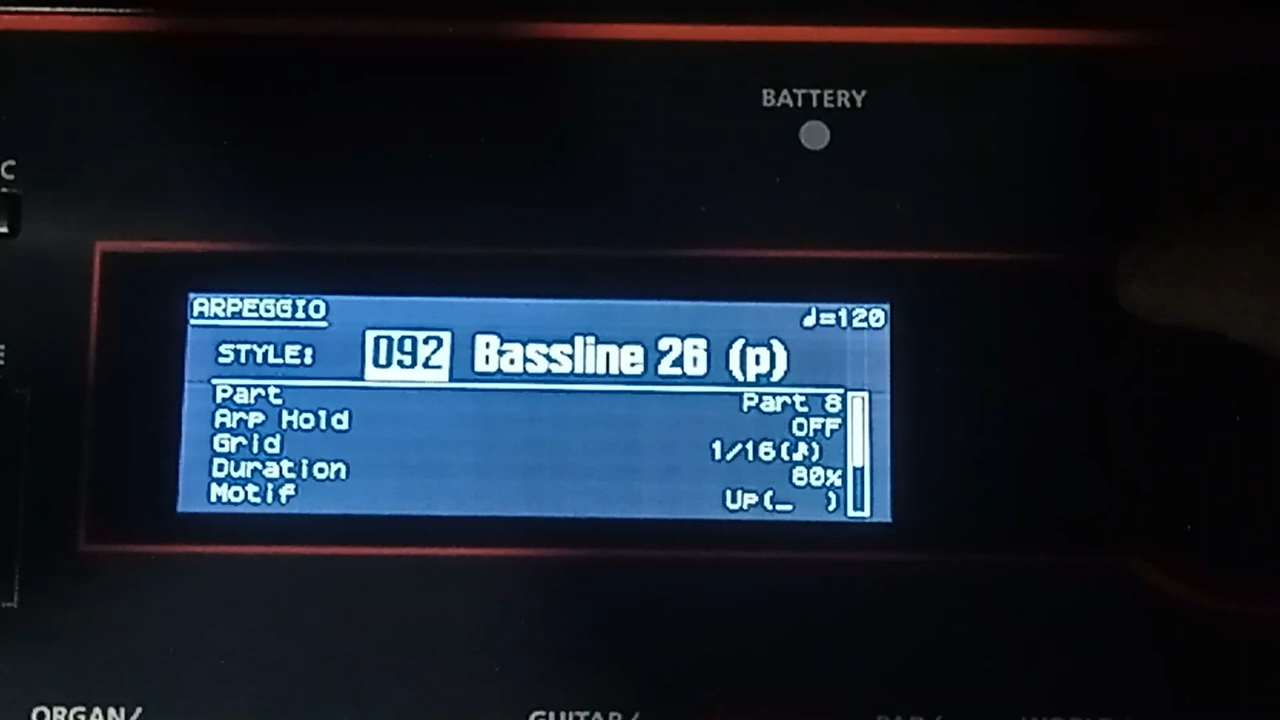 BATTERY
C
ARPEGGIO ♩=120
STYLE: 092 Bassline 26 (p)
Part Part 8
Arp Hold OFF
Grid 1/16(♬)
Duration 80%
Motif Up(_ )
ORGAN/ GUITAR/